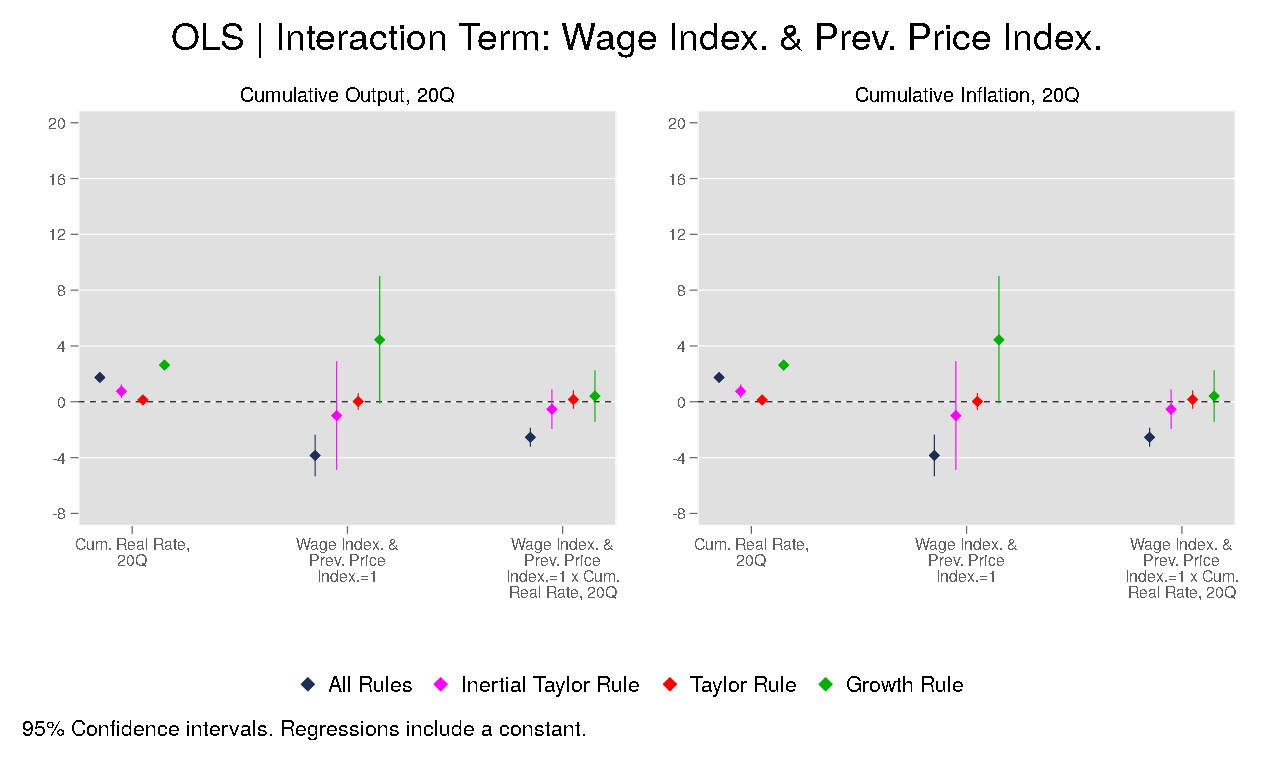 OLS | Interaction Term: Wage Index. & Prev. Price Index.
Cumulative Output, 20Q
20
16
12
8
4
0
-4
-8
Cum. Real Rate,
20Q
Wage Index. &
Prev. Price
Index.=1
Wage Index. &
Prev. Price
Index.=1 x Cum.
Real Rate, 20Q
Cumulative Inflation, 20Q
20
16
12
8
4
0
-4
-8
Cum. Real Rate,
20Q
Wage Index. &
Prev. Price
Index.=1
Wage Index. &
Prev. Price
Index.=1 x Cum.
Real Rate, 20Q
All Rules Inertial Taylor Rule Taylor Rule Growth Rule
95% Confidence intervals. Regressions include a constant.